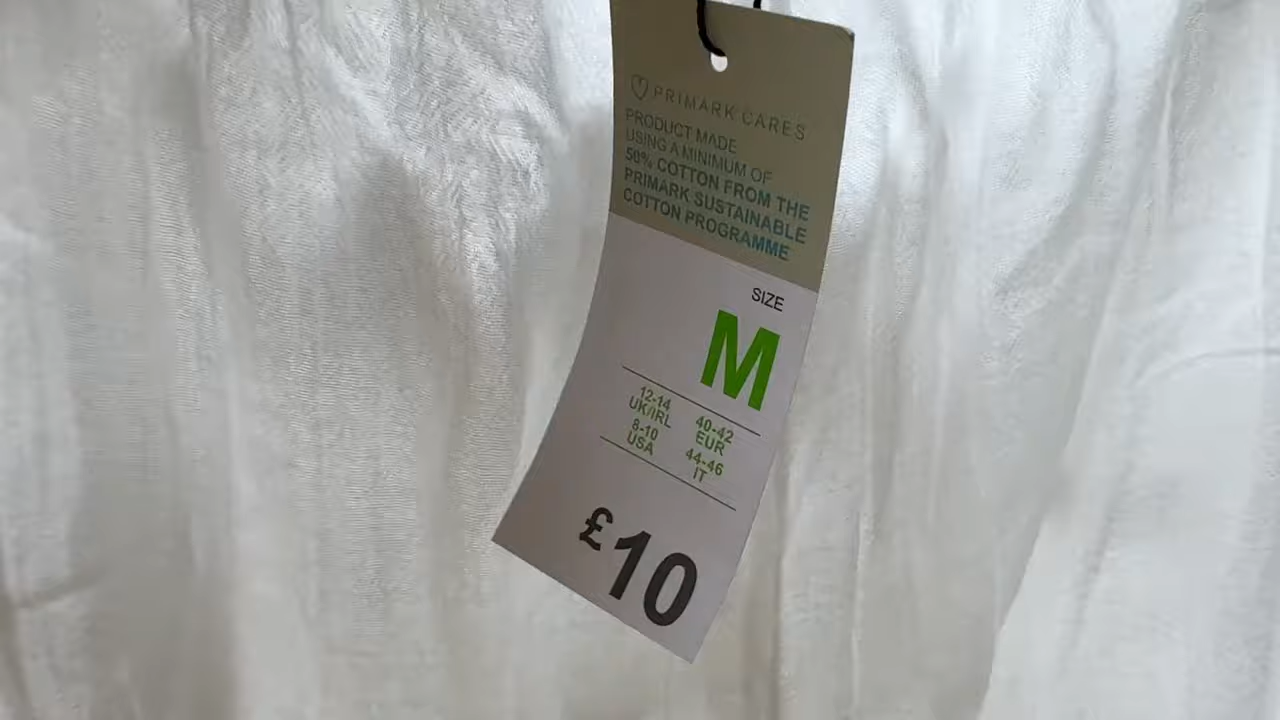 PRIMARK CARES
PRODUCT MADE
USING A MINIMUM OF
50% COTTON FROM THE
PRIMARK SUSTAINABLE
COTTON PROGRAMME
SIZE
M
12-14
UK/IRL
8-10
USA
40-42
EUR
44-46
IT
£10